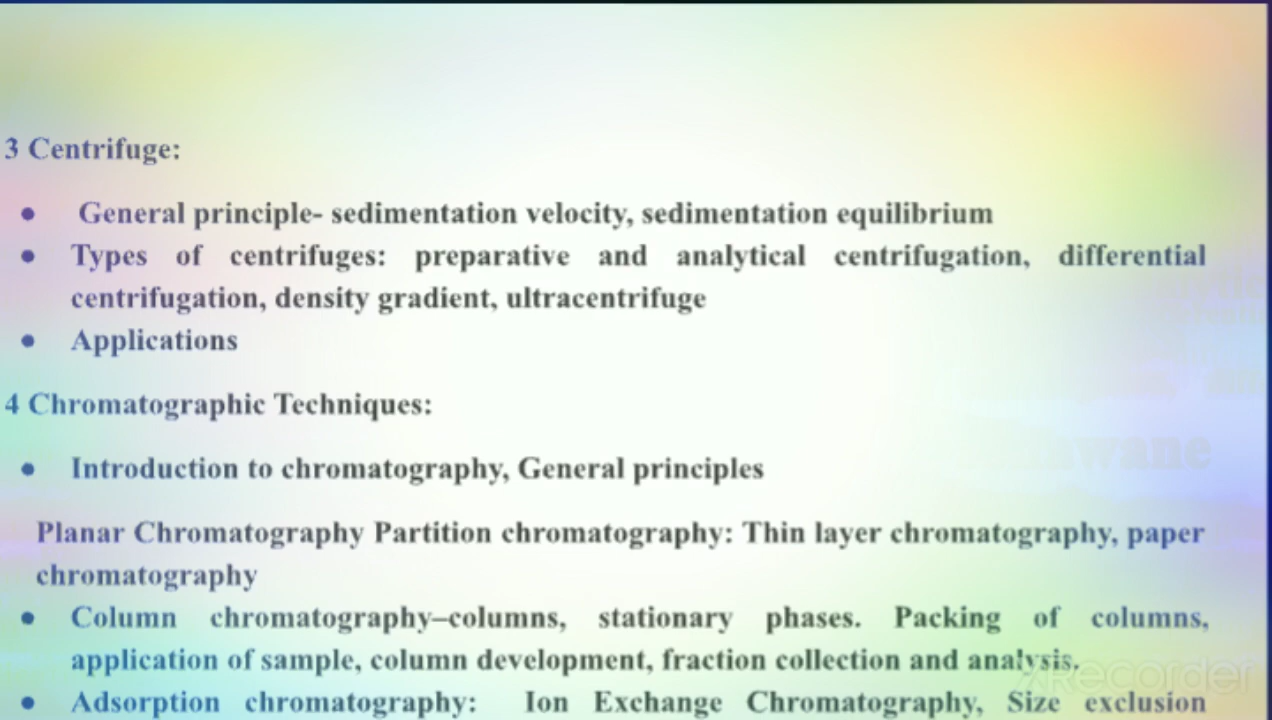 3 Centrifuge:
● General principle- sedimentation velocity, sedimentation equilibrium
● Types of centrifuges: preparative and analytical centrifugation, differential
centrifugation, density gradient, ultracentrifuge
● Applications
4 Chromatographic Techniques:
● Introduction to chromatography, General principles
Planar Chromatography Partition chromatography: Thin layer chromatography, paper
chromatography
● Column chromatography–columns, stationary phases. Packing of columns,
application of sample, column development, fraction collection and analysis.
XRecorder
● Adsorption chromatography: Ion Exchange Chromatography, Size exclusion